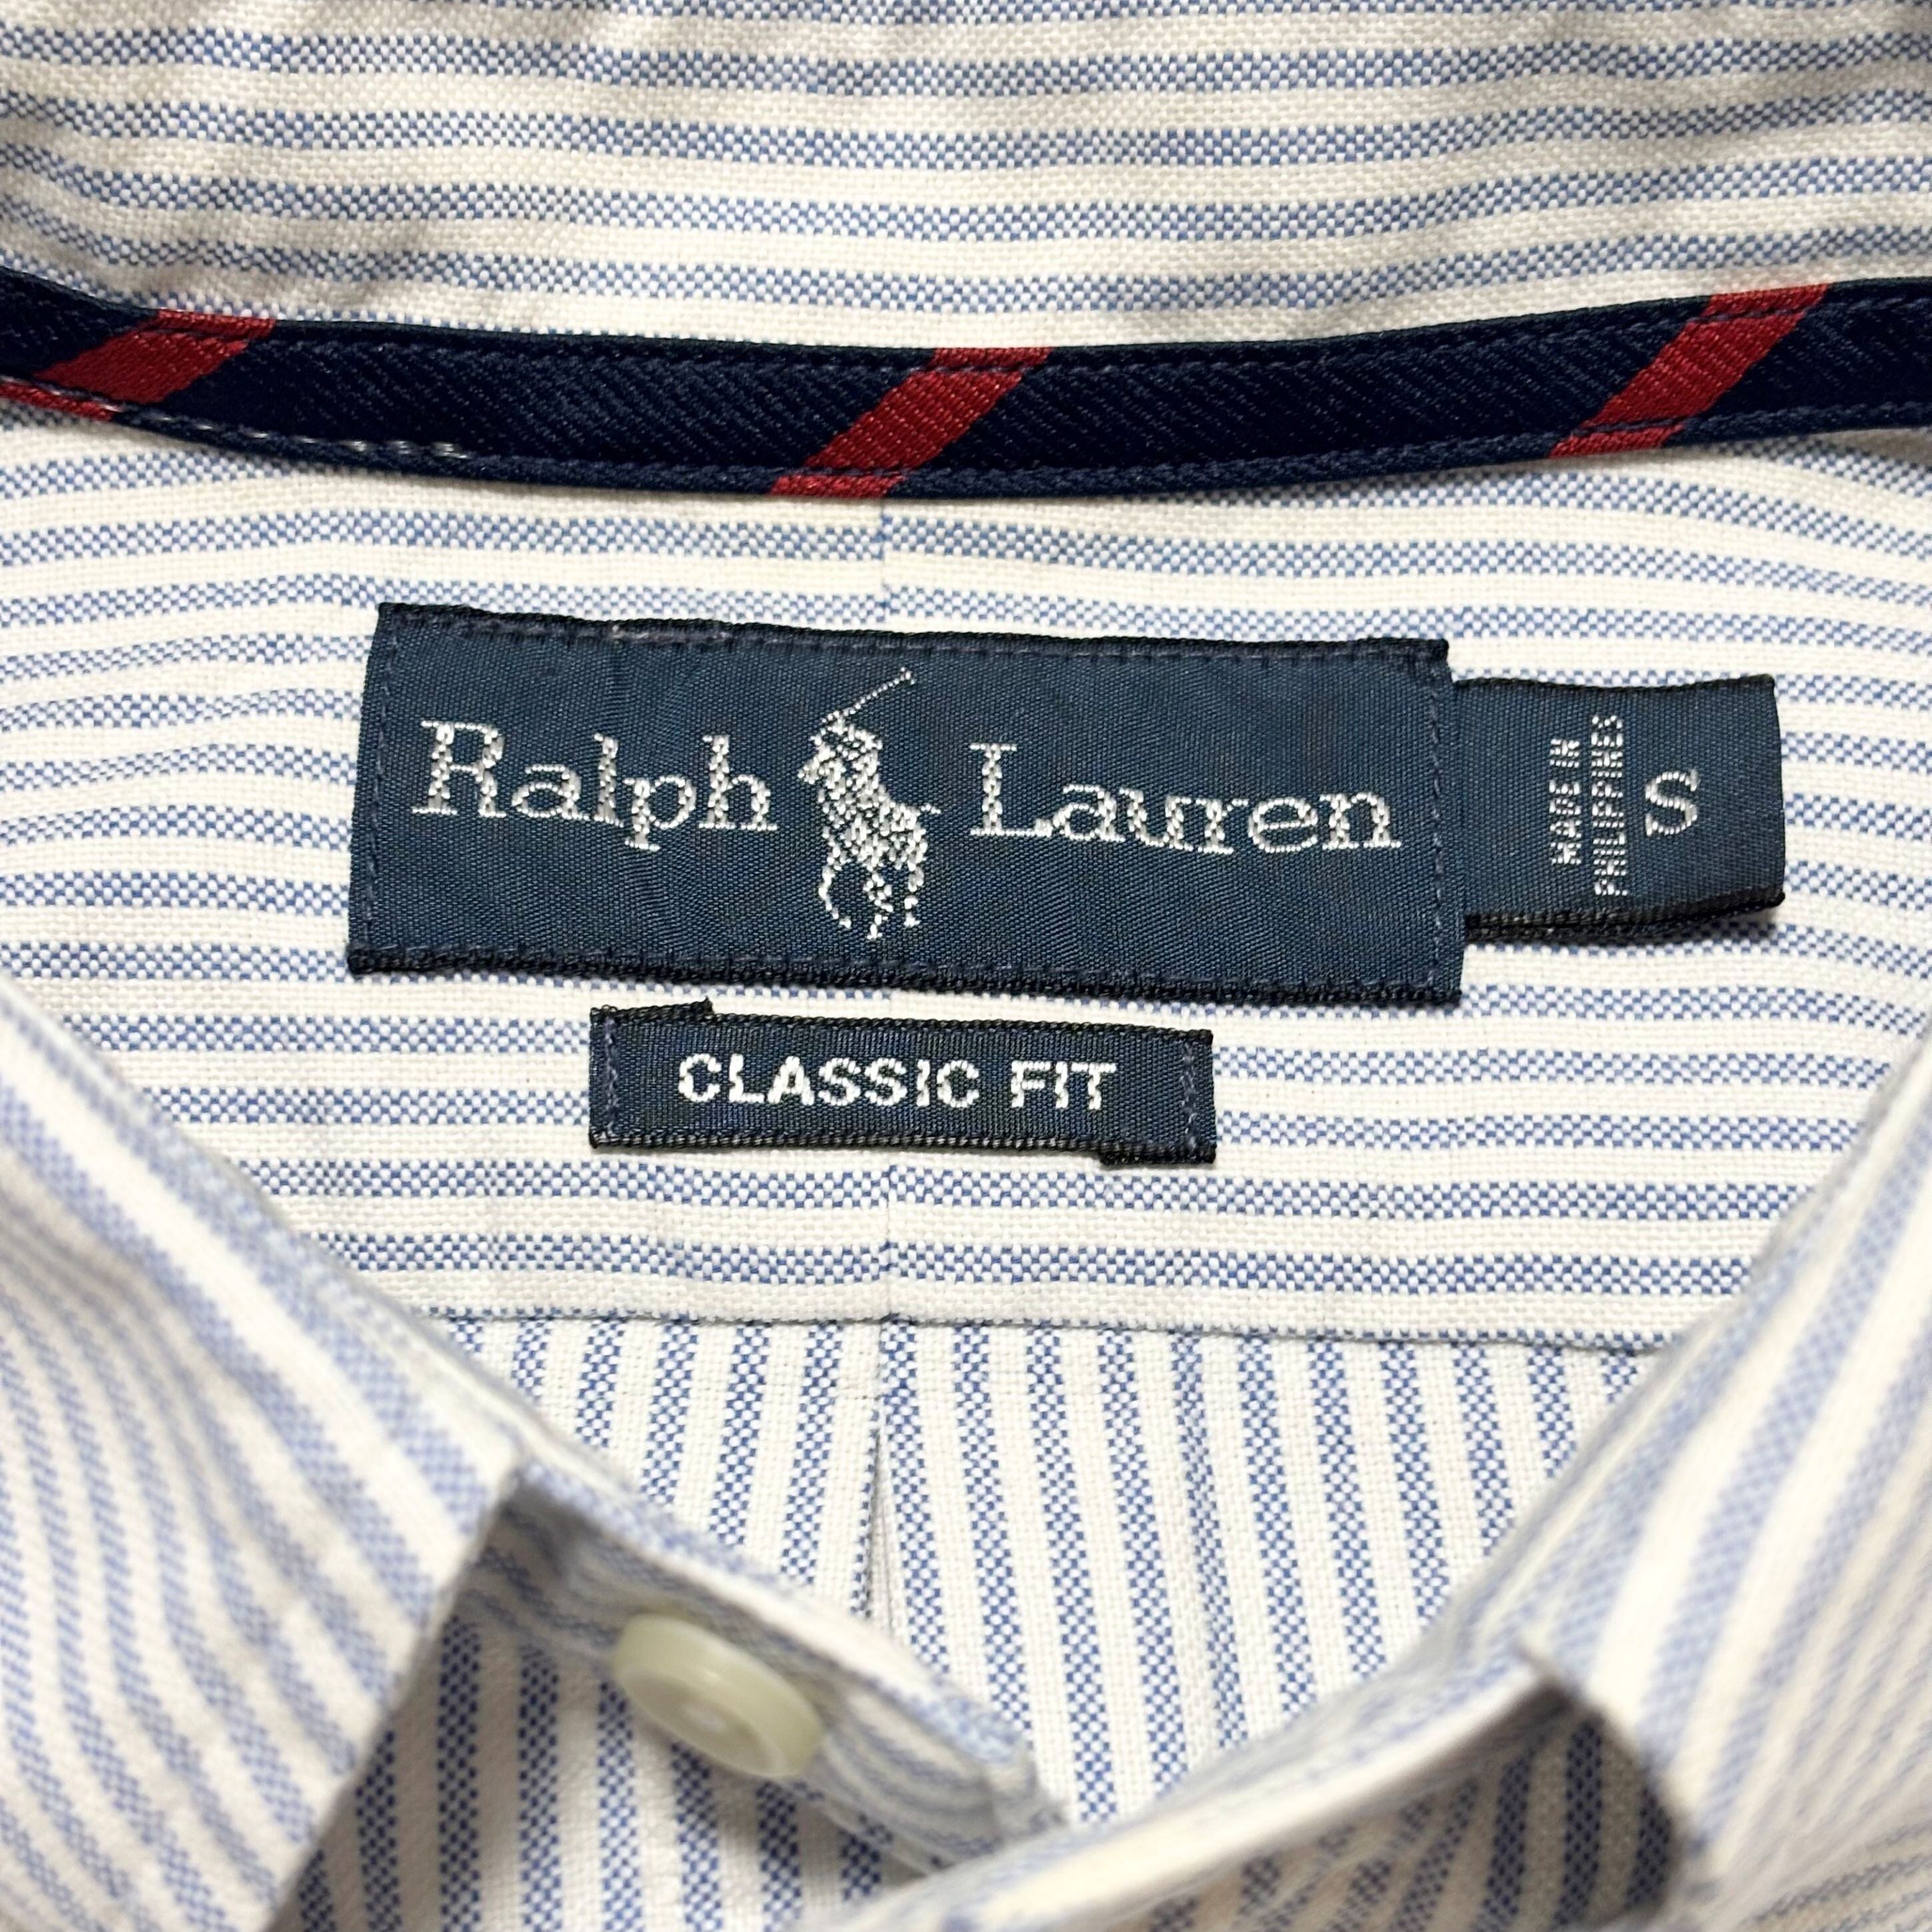 Ralph Lauren
MADE IN
PHILIPPINES
S
CLASSIC FIT